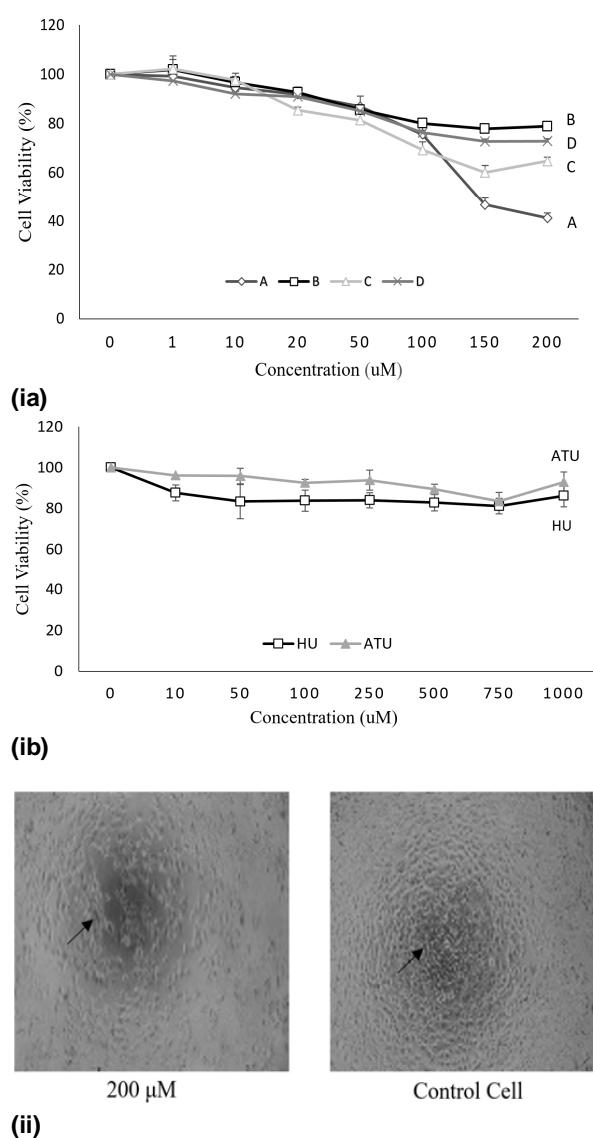 120
100
80
60
40
20
0
Cell Viability (%)
B
D
C
A
A B C D
0 1 10 20 50 100 150 200
Concentration (uM)
(ia)
120
100
80
60
40
20
0
Cell Viability (%)
ATU
HU
HU ATU
0 10 50 100 250 500 750 1000
Concentration (uM)
(ib)
200 μM Control Cell
(ii)